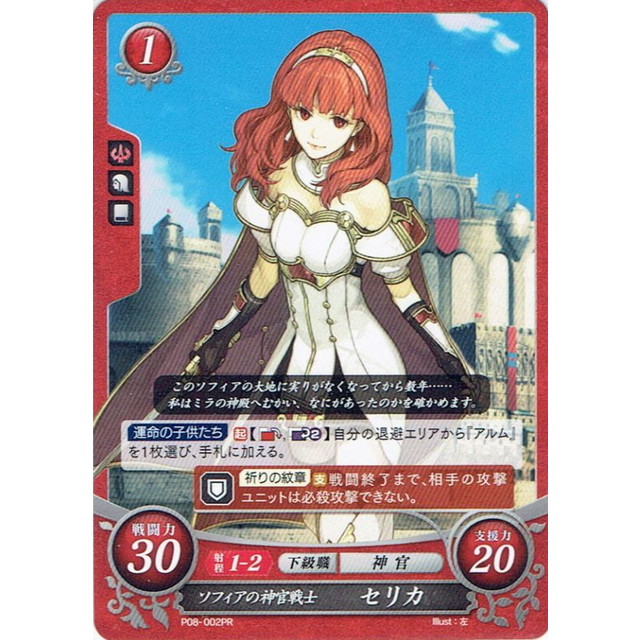 1
このソフィアの大地に実りがなくなってから数年……
私はミラの神殿へむかい、なにがあったのかを確かめます。
運命の子供たち 起【 、 2】自分の退避エリアから『アルム』
を1枚選び、手札に加える。
祈りの紋章 支 戦闘終了まで、相手の攻撃
ユニットは必殺攻撃できない。
戦闘力
30
射程 1-2 下級職 神官
支援力
20
ソフィアの神官戦士 セリカ
P08-002PR
Illust:左